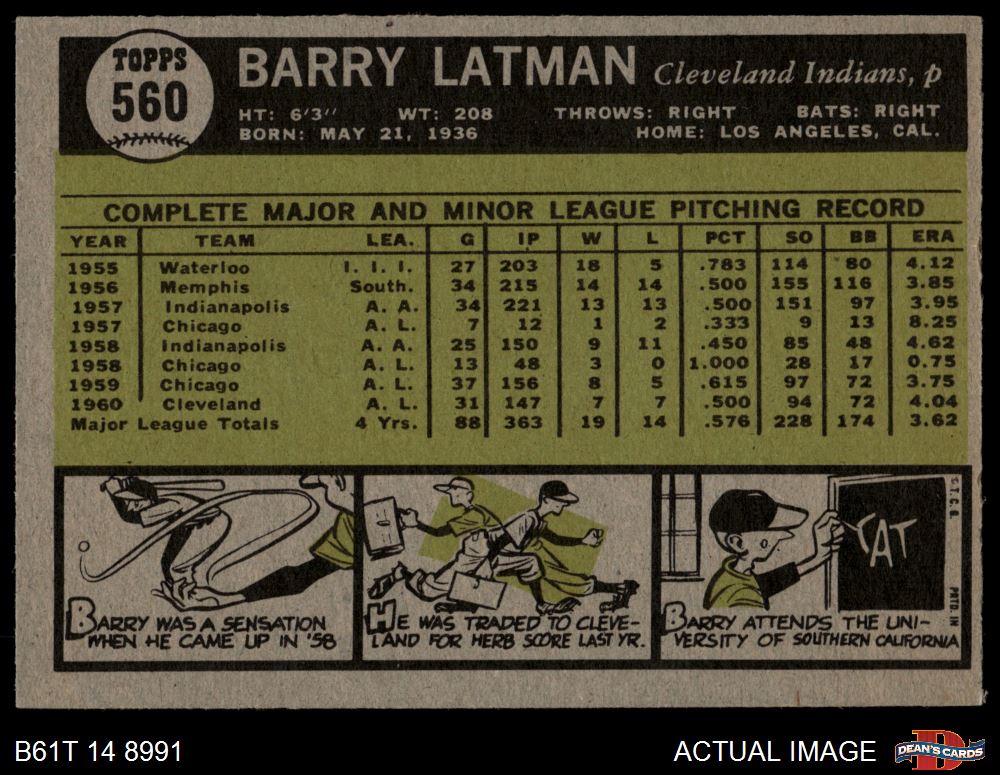 TOPPS
560
BARRY LATMAN Cleveland Indians, p
HT: 6'3" WT: 208 THROWS: RIGHT BATS: RIGHT
BORN: MAY 21, 1936 HOME: LOS ANGELES, CAL.
COMPLETE MAJOR AND MINOR LEAGUE PITCHING RECORD
YEAR TEAM LEA. G IP W L PCT SO BB ERA
1955 Waterloo I. I. I. 27 203 18 5 .783 114 80 4.12
1956 Memphis South. 34 215 14 14 .500 155 116 3.85
1957 Indianapolis A. A. 34 221 13 13 .500 151 97 3.95
1957 Chicago A. L. 7 12 1 2 .333 9 13 8.25
1958 Indianapolis A. A. 25 150 9 11 .450 85 48 4.62
1958 Chicago A. L. 13 48 3 0 1.000 28 17 0.75
1959 Chicago A. L. 37 156 8 5 .615 97 72 3.75
1960 Cleveland A. L. 31 147 7 7 .500 94 72 4.04
Major League Totals 4 Yrs. 88 363 19 14 .576 228 174 3.62
BARRY WAS A SENSATION
WHEN HE CAME UP IN '58
HE WAS TRADED TO CLEVE-
LAND FOR HERB SCORE LAST YR.
CAT
BARRY ATTENDS THE UNI-
VERSITY OF SOUTHERN CALIFORNIA
© T. C. G. PRTD. IN
B61T 14 8991
ACTUAL IMAGE
DEAN'S CARDS